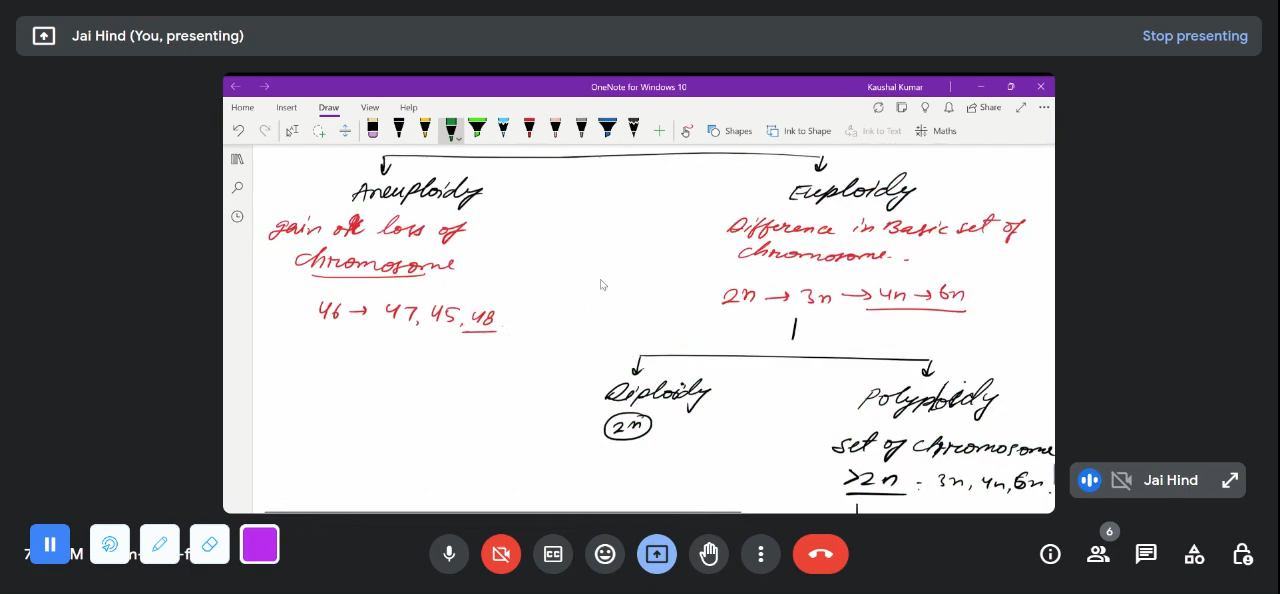 Jai Hind (You, presenting)
Stop presenting
OneNote for Windows 10
Kaushal Kumar
Home Insert Draw View Help
Share
Shapes Ink to Shape Ink to Text Maths
Aneuploidy
Euploidy
gain or loss of
chromosome
Difference in Basic set of
chromosome.
46 → 47, 45, 48
2n → 3n → 4n → 6n
Diploidy
Polyploidy
2n
set of chromosome
>2n : 3n, 4n, 6n.
Jai Hind
6
CC